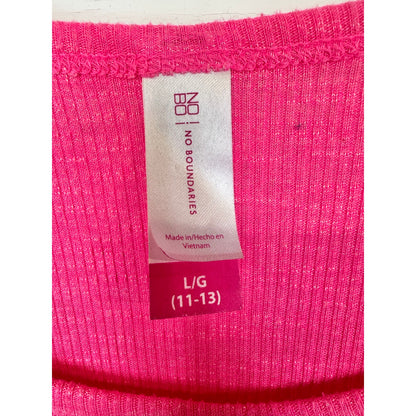 NO
BO
NO BOUNDARIES
Made in/Hecho en
Vietnam
L/G
(11-13)